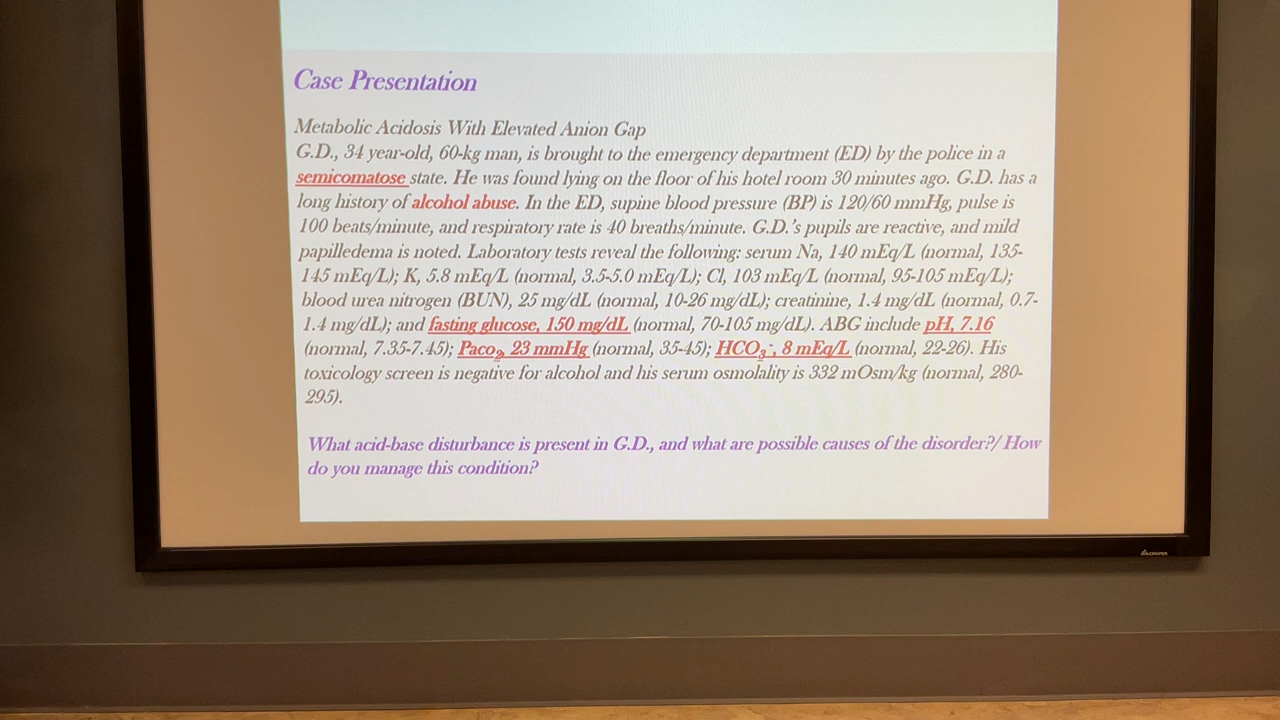 Case Presentation
Metabolic Acidosis With Elevated Anion Gap
G.D., 34 year-old, 60-kg man, is brought to the emergency department (ED) by the police in a
semicomatose state. He was found lying on the floor of his hotel room 30 minutes ago. G.D. has a
long history of alcohol abuse. In the ED, supine blood pressure (BP) is 120/60 mmHg, pulse is
100 beats/minute, and respiratory rate is 40 breaths/minute. G.D.'s pupils are reactive, and mild
papilledema is noted. Laboratory tests reveal the following: serum Na, 140 mEq/L (normal, 135-
145 mEq/L); K, 5.8 mEq/L (normal, 3.5-5.0 mEq/L); Cl, 103 mEq/L (normal, 95-105 mEq/L);
blood urea nitrogen (BUN), 25 mg/dL (normal, 10-26 mg/dL); creatinine, 1.4 mg/dL (normal, 0.7-
1.4 mg/dL); and fasting glucose, 150 mg/dL (normal, 70-105 mg/dL). ABG include pH, 7.16
(normal, 7.35-7.45); Paco₂, 23 mmHg (normal, 35-45); HCO₃⁻, 8 mEq/L (normal, 22-26). His
toxicology screen is negative for alcohol and his serum osmolality is 332 mOsm/kg (normal, 280-
295).
What acid-base disturbance is present in G.D., and what are possible causes of the disorder?/ How
do you manage this condition?